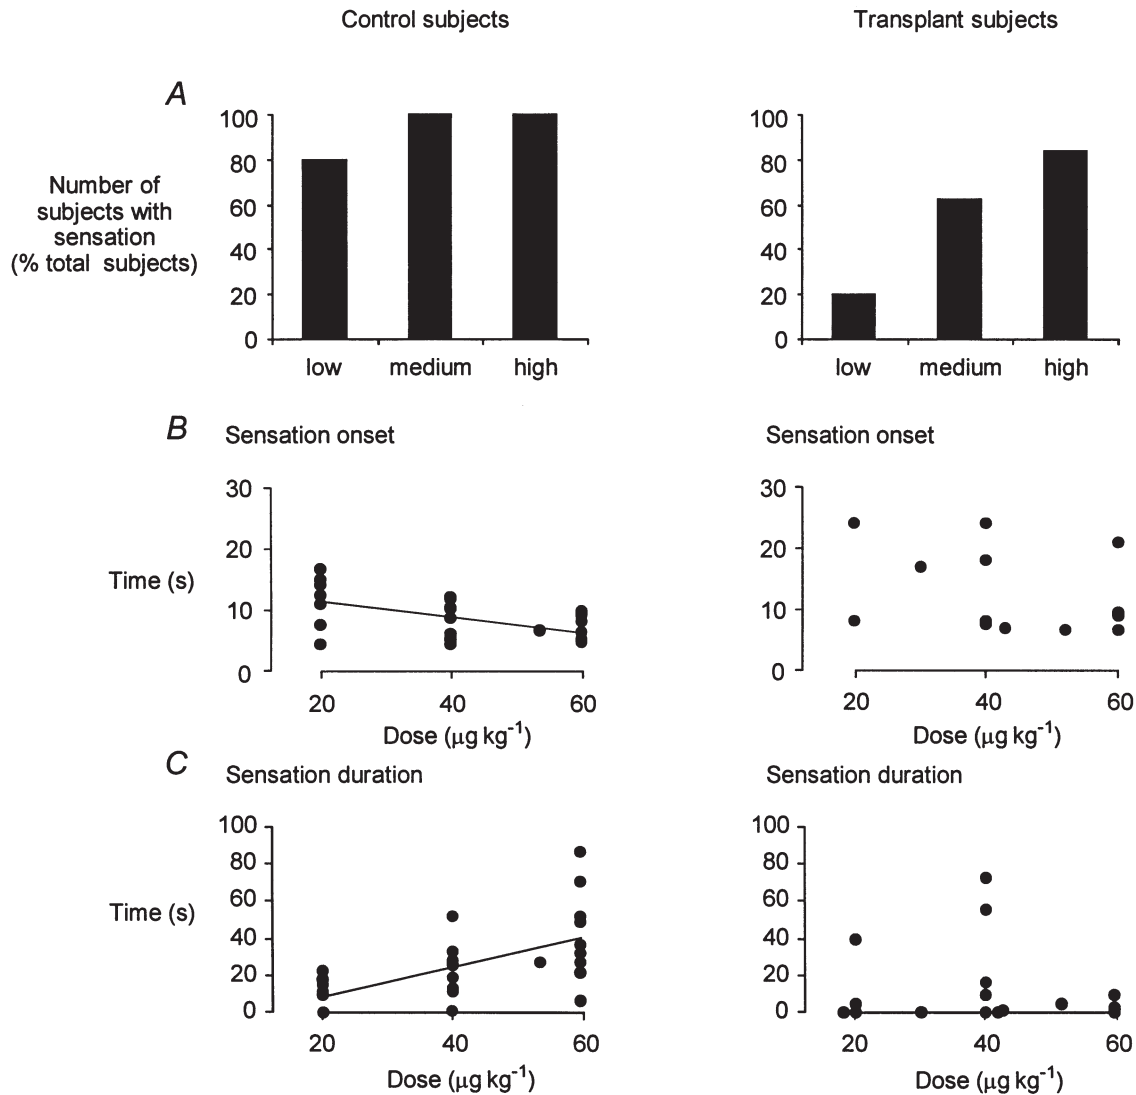 Control subjects
Transplant subjects
A
Number of
subjects with
sensation
(% total subjects)
100
80
60
40
20
0
low medium high
100
80
60
40
20
0
low medium high
B
Sensation onset
Time (s)
30
20
10
0
20 40 60
Dose (μg kg⁻¹)
Sensation onset
30
20
10
0
20 40 60
Dose (μg kg⁻¹)
C
Sensation duration
Time (s)
100
80
60
40
20
0
20 40 60
Dose (μg kg⁻¹)
Sensation duration
100
80
60
40
20
0
20 40 60
Dose (μg kg⁻¹)